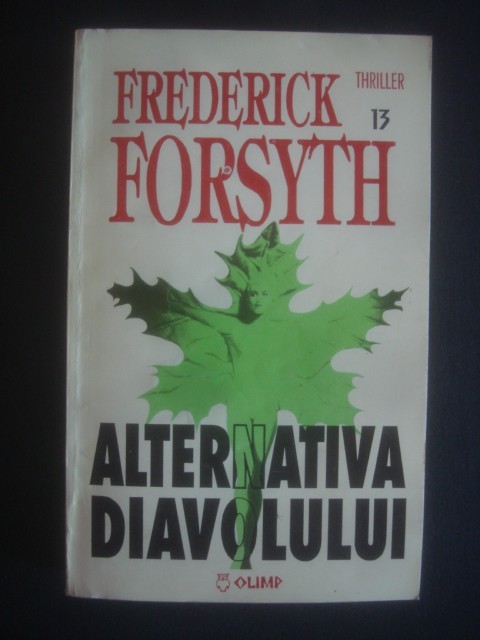 FREDERICK
THRILLER
13
FORSYTH
ALTERNATIVA
DIAVOLULUI
OLIMP